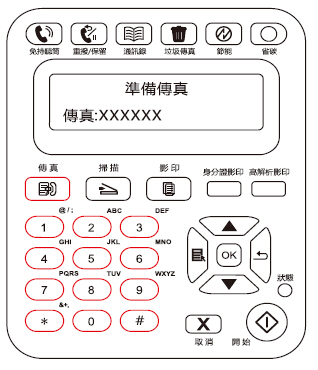 免持聽筒 重撥/保留 通訊錄 垃圾傳真 節能 省碳
準備傳真
傳真:XXXXXX
傳真 掃描 影印 身分證影印 高解析影印
@/; ABC DEF
1 2 3
GHI JKL MNO
4 5 6 OK
PQRS TUV WXYZ
7 8 9 狀態
&+,
* 0 # X
取消 開始